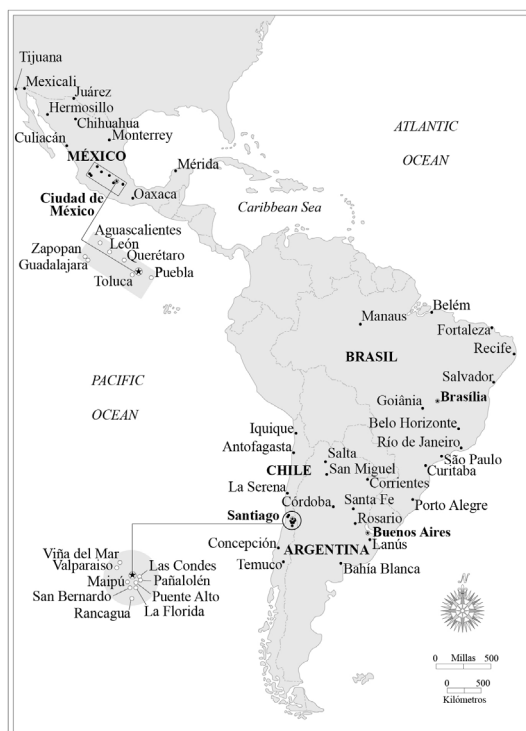 Tijuana
Mexicali
Juárez
Hermosillo
Chihuahua
Culiacán
Monterrey
MÉXICO
Mérida
Ciudad de
México
Oaxaca
Aguascalientes
León
Zapopan
Querétaro
Guadalajara
Puebla
Toluca
ATLANTIC
OCEAN
Caribbean Sea
Manaus
Belém
Fortaleza
BRASIL
Recife
Salvador
PACIFIC
OCEAN
Goiânia
Brasília
Belo Horizonte
Iquique
Río de Janeiro
Antofagasta
Salta
São Paulo
CHILE
San Miguel
Curitaba
Corrientes
La Serena
Córdoba
Santa Fe
Porto Alegre
Santiago
Rosario
Buenos Aires
Concepción
ARGENTINA
Lanús
Temuco
Bahía Blanca
Viña del Mar
Valparaiso
Las Condes
Maipú
Pañalolén
San Bernardo
Puente Alto
La Florida
Rancagua
N
0 Millas 500
0 500
Kilómetros